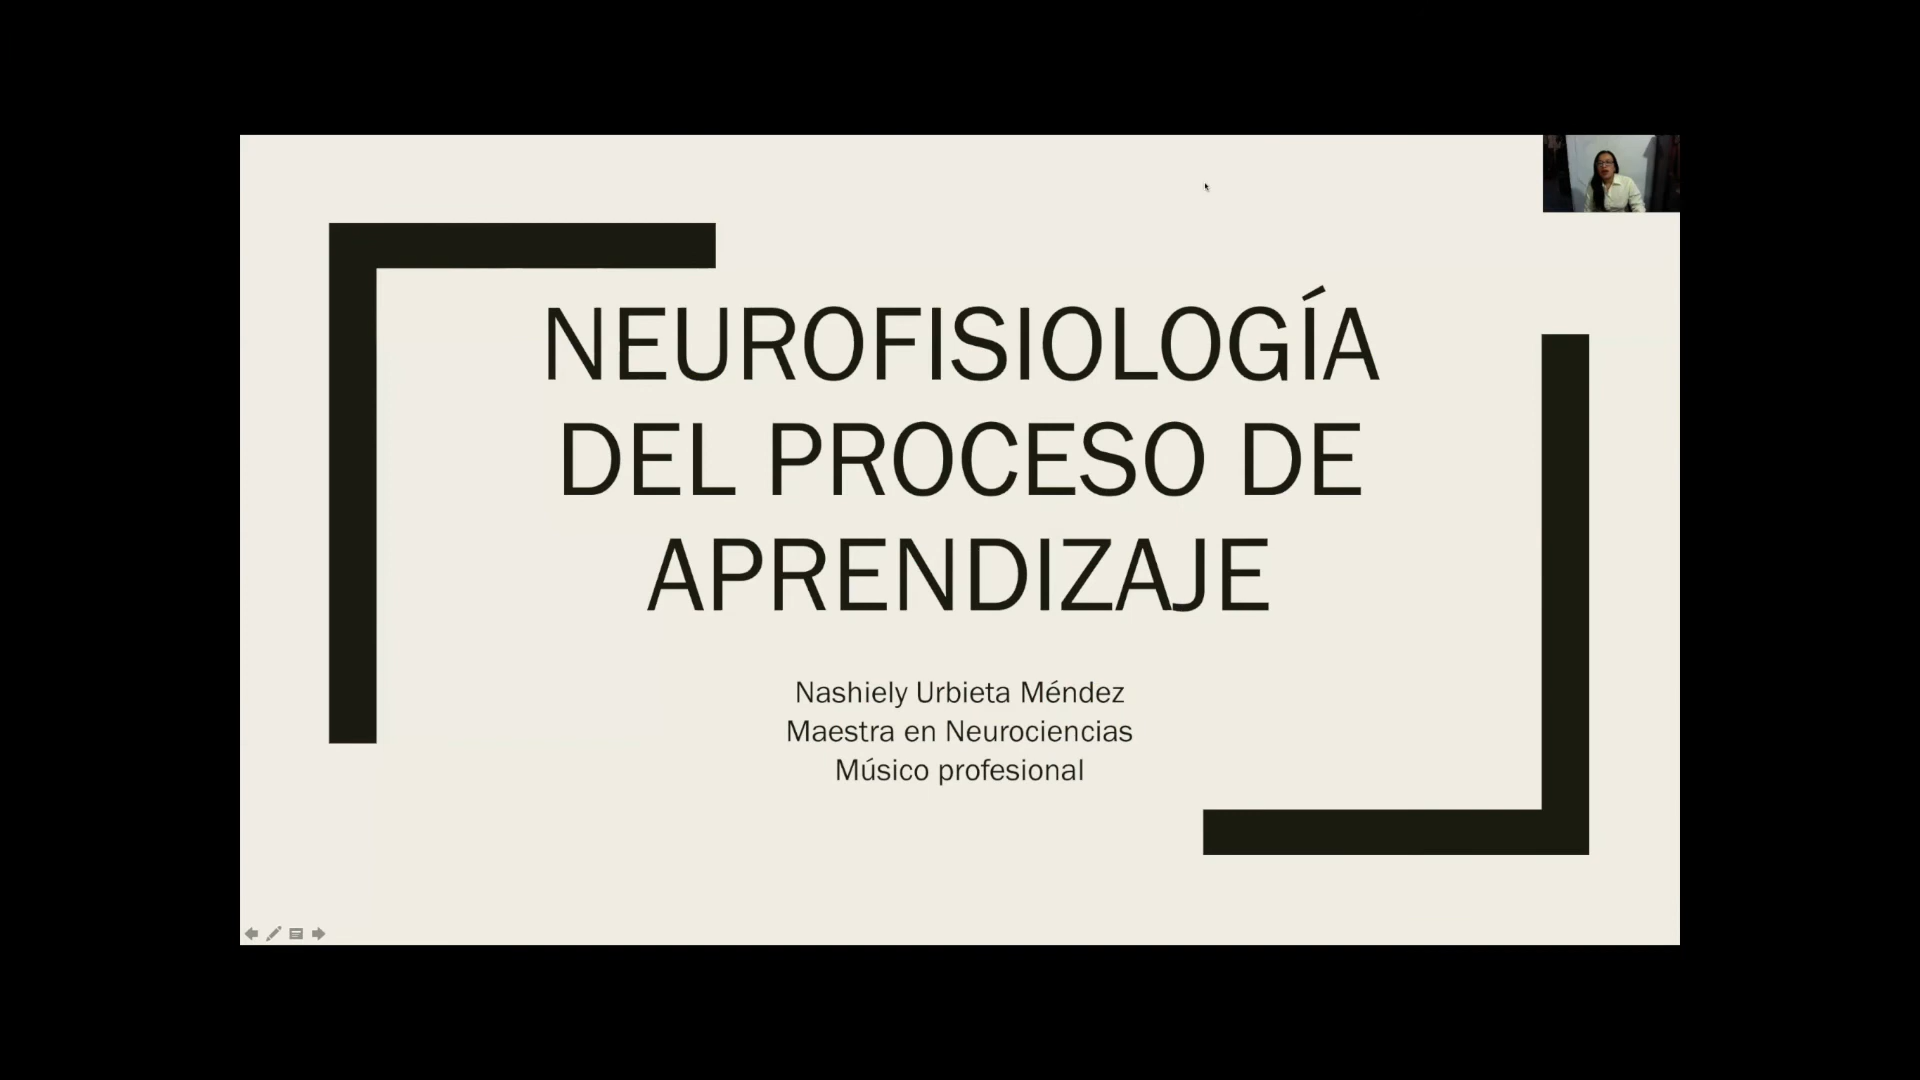 NEUROFISIOLOGÍA
DEL PROCESO DE
APRENDIZAJE
Nashiely Urbieta Méndez
Maestra en Neurociencias
Músico profesional